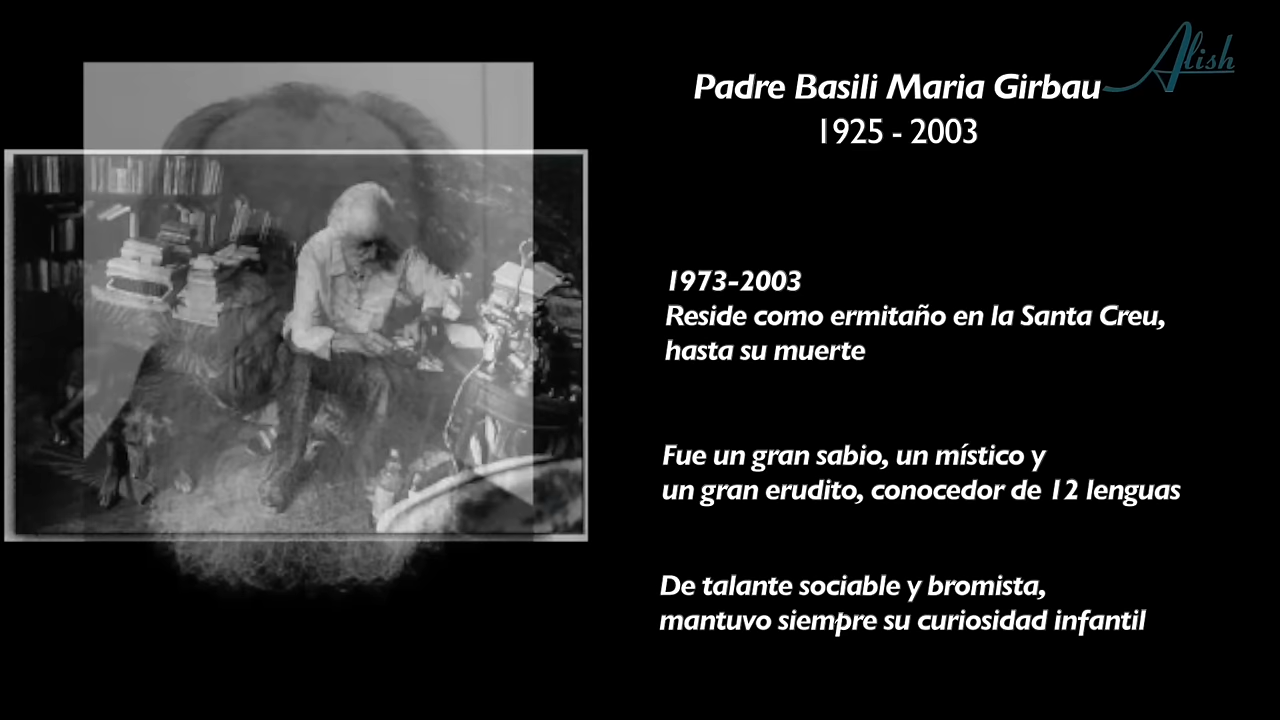 Alish
Padre Basili Maria Girbau
1925 - 2003
1973-2003
Reside como ermitaño en la Santa Creu,
hasta su muerte
Fue un gran sabio, un místico y
un gran erudito, conocedor de 12 lenguas
De talante sociable y bromista,
mantuvo siempre su curiosidad infantil